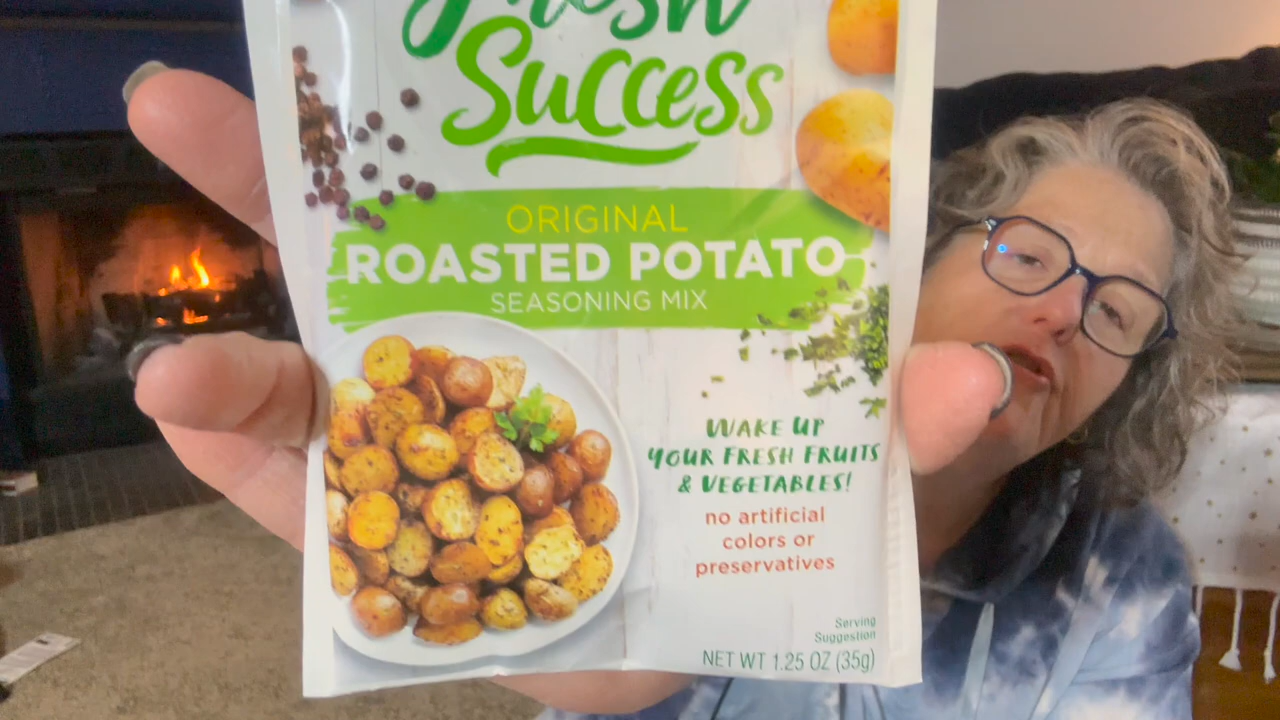 Fresh
Success
ORIGINAL
ROASTED POTATO
SEASONING MIX
WAKE UP
YOUR FRESH FRUITS
& VEGETABLES!
no artificial
colors or
preservatives
Serving
Suggestion
NET WT 1.25 OZ (35g)